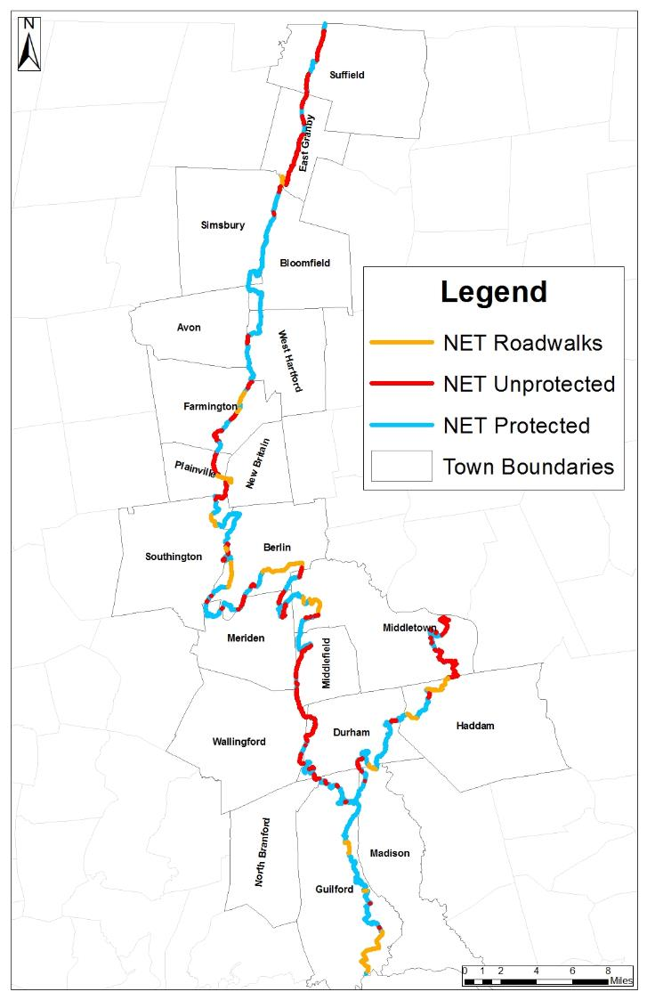 N
Suffield
East Granby
Simsbury
Bloomfield
Legend
NET Roadwalks
NET Unprotected
NET Protected
Town Boundaries
Avon
West Hartford
Farmington
Plainville
New Britain
Southington
Berlin
Meriden
Middlefield
Middletown
Wallingford
Durham
Haddam
North Branford
Guilford
Madison
0 1 2 4 6 8
Miles